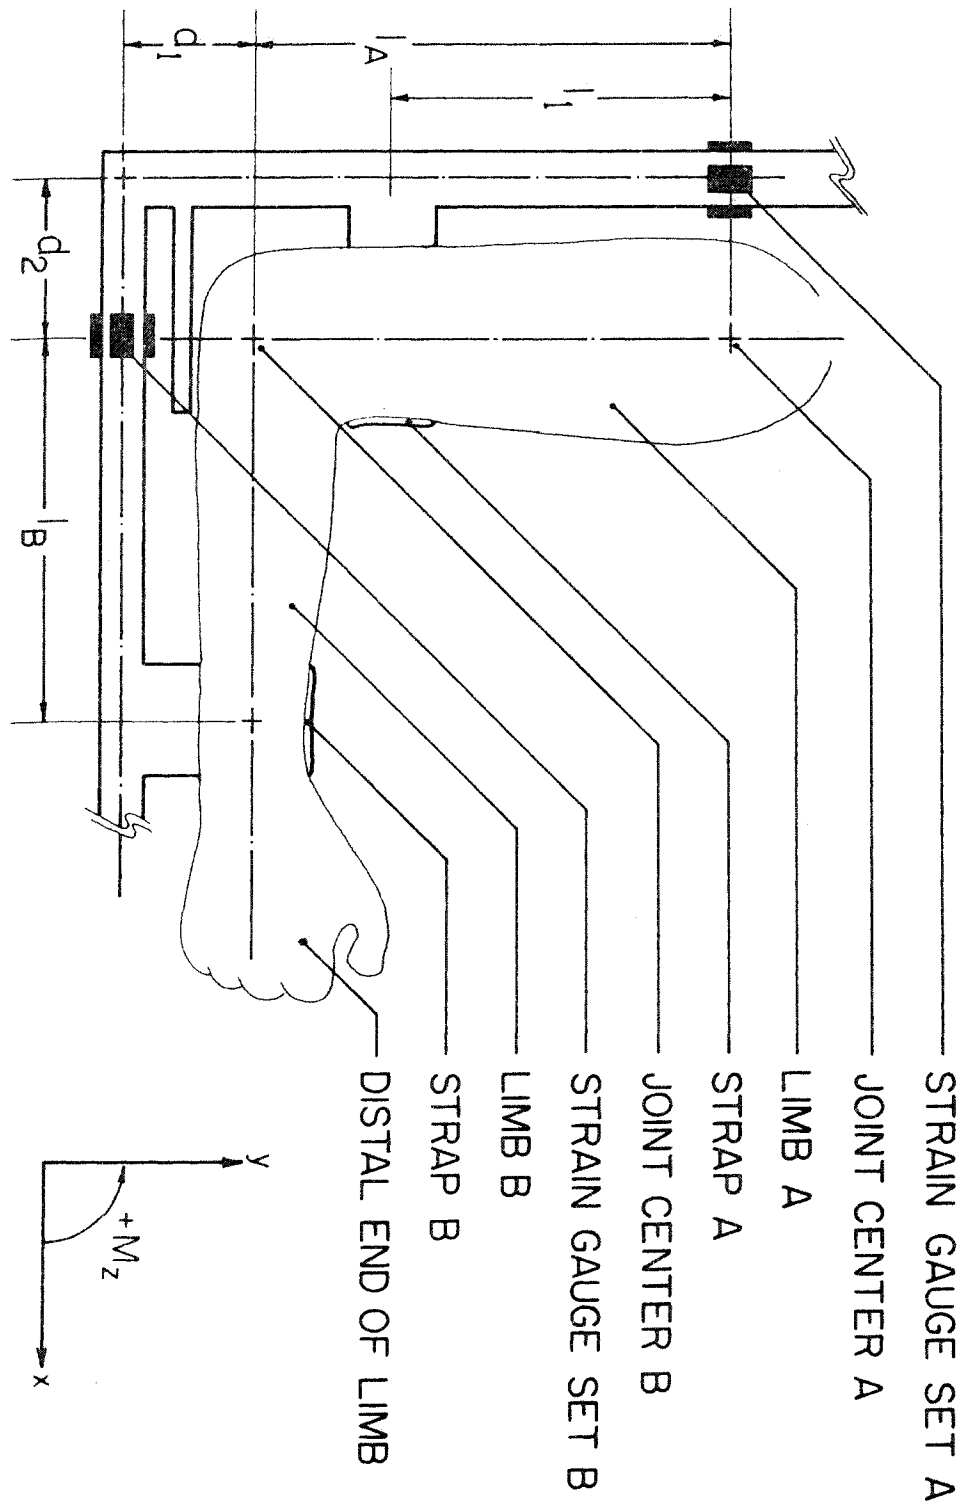 STRAIN GAUGE SET A
JOINT CENTER A
LIMB A
STRAP A
JOINT CENTER B
STRAIN GAUGE SET B
LIMB B
STRAP B
DISTAL END OF LIMB
d1
lA
l1
d2
lB
y
+Mz
x